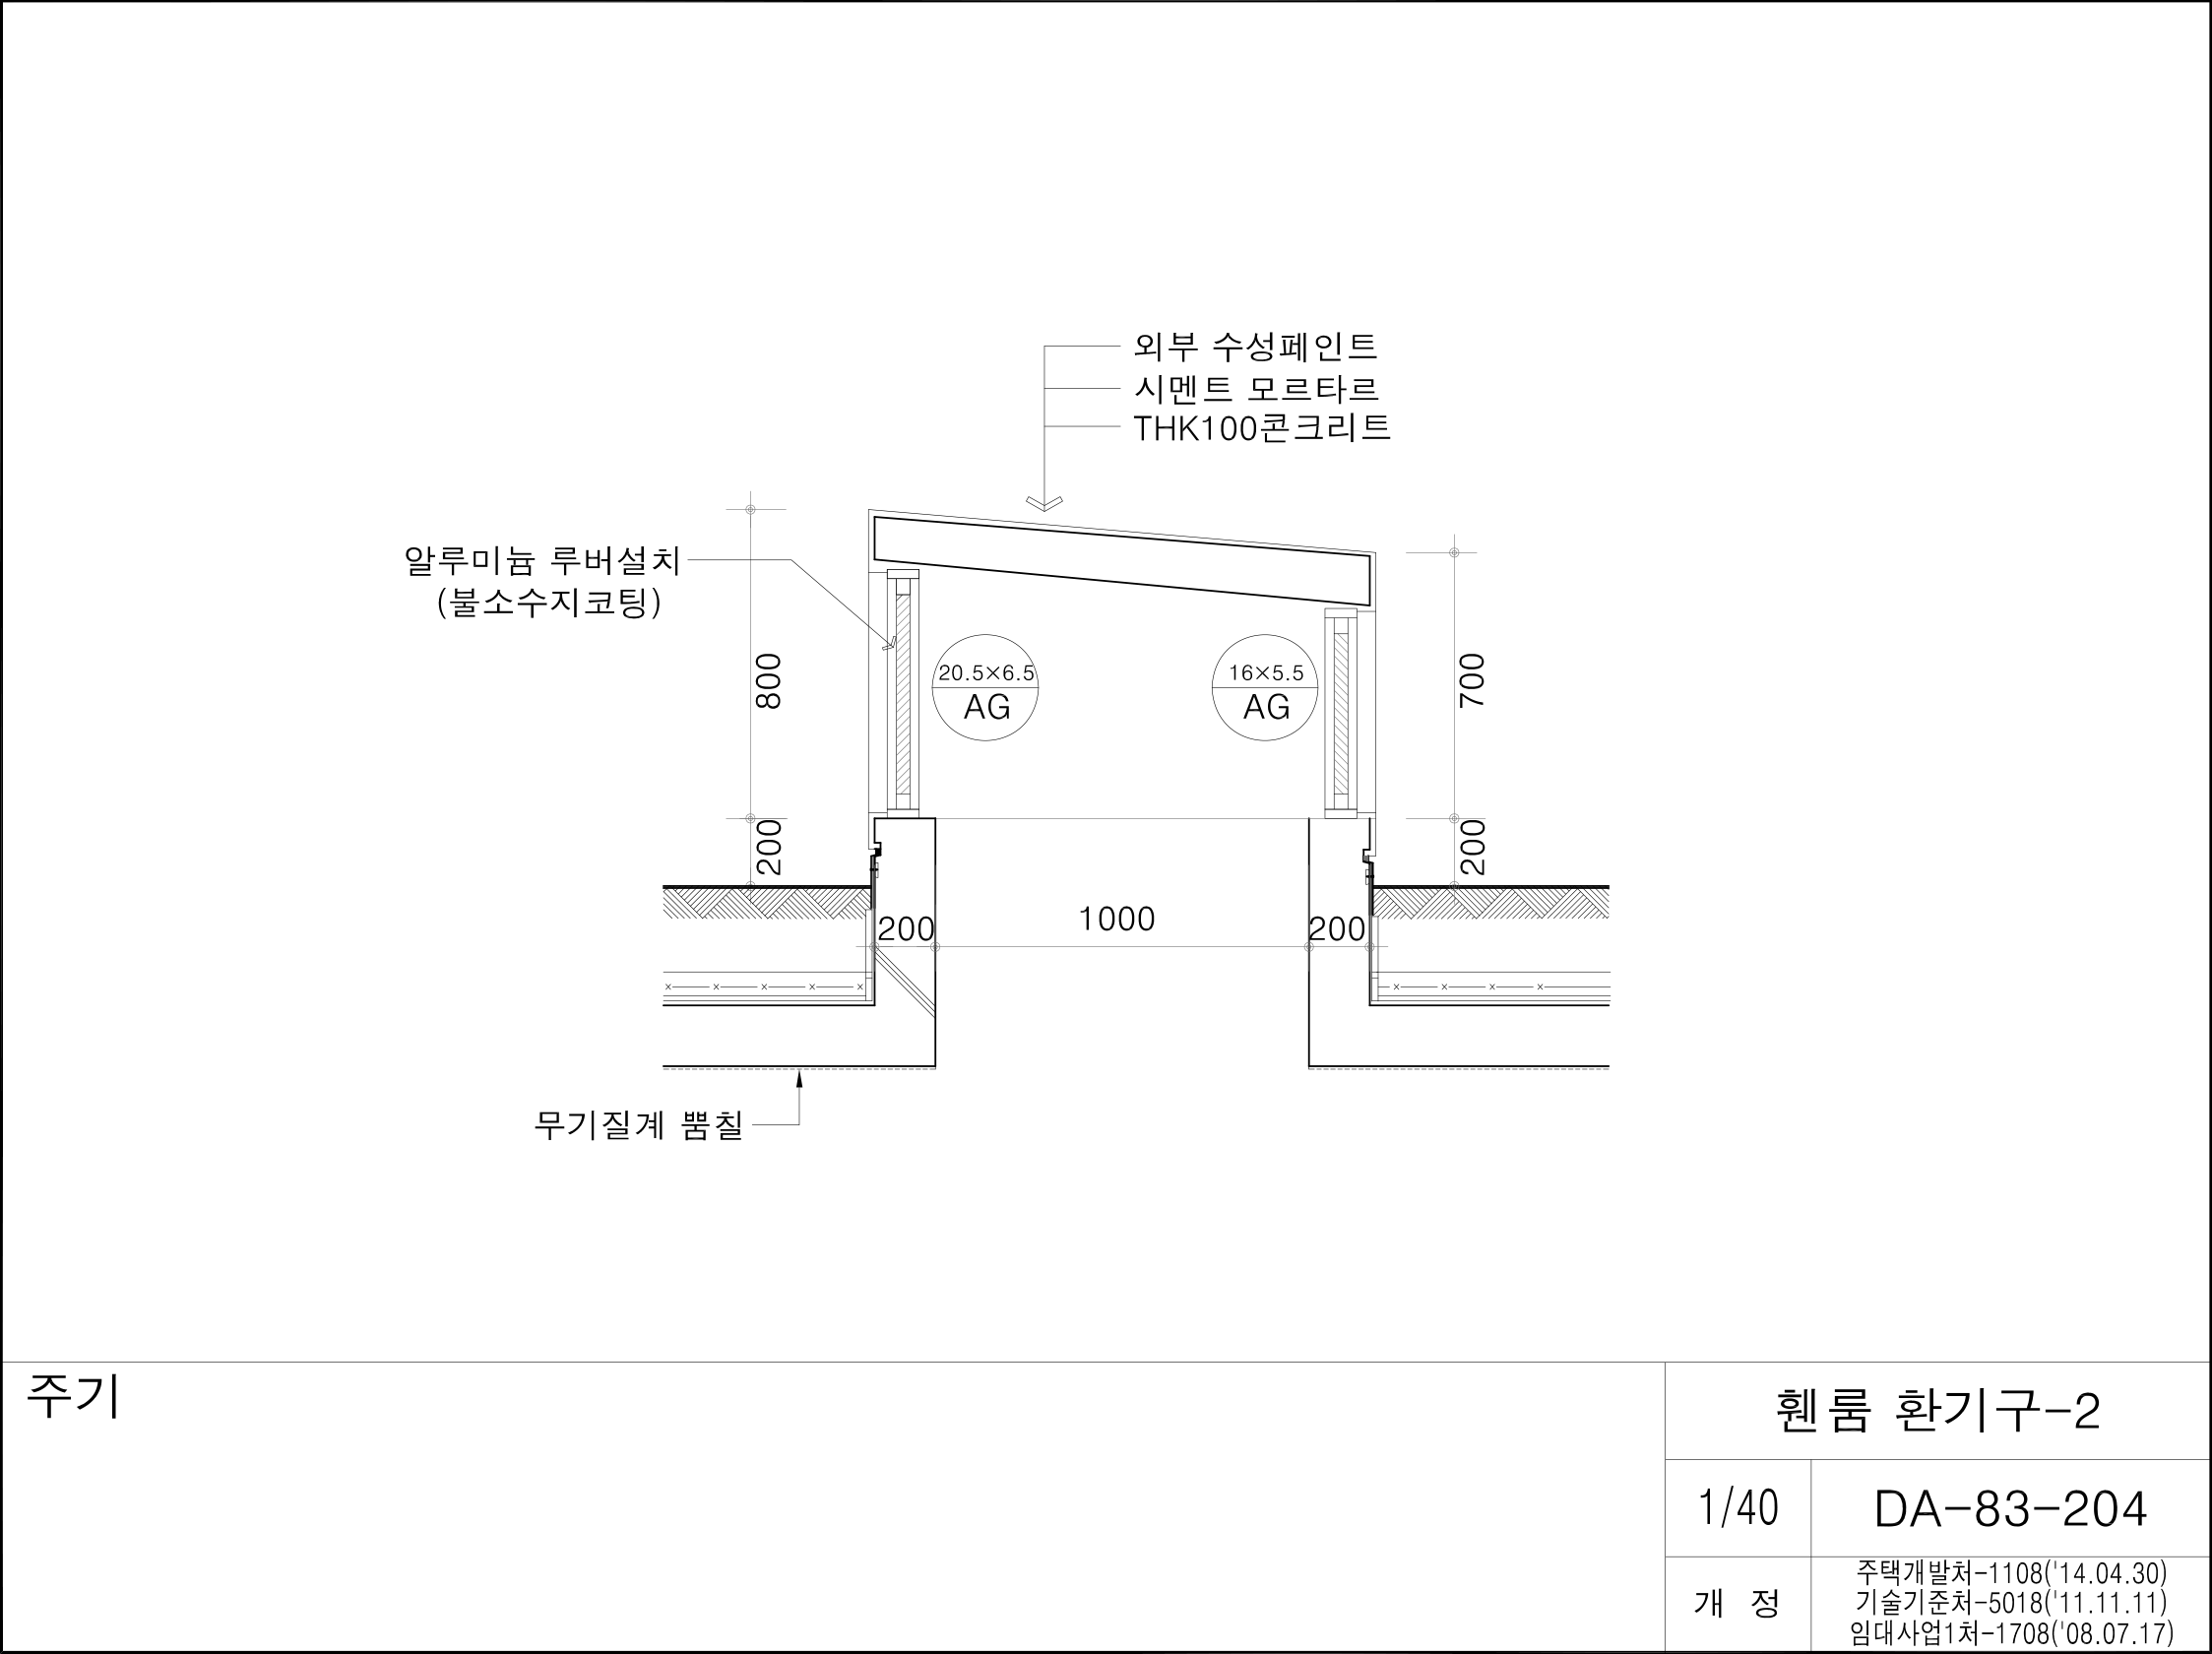 외부 수성페인트
시멘트 모르타르
THK100콘크리트
알루미늄 루버설치
(불소수지코팅)
800
20.5×6.5
AG
16×5.5
AG
700
200
200
200
1000
200
무기질계 뿜칠
주기
휀룸 환기구-2
1/40
DA-83-204
개 정
주택개발처-1108('14.04.30)
기술기준처-5018('11.11.11)
임대사업1처-1708('08.07.17)